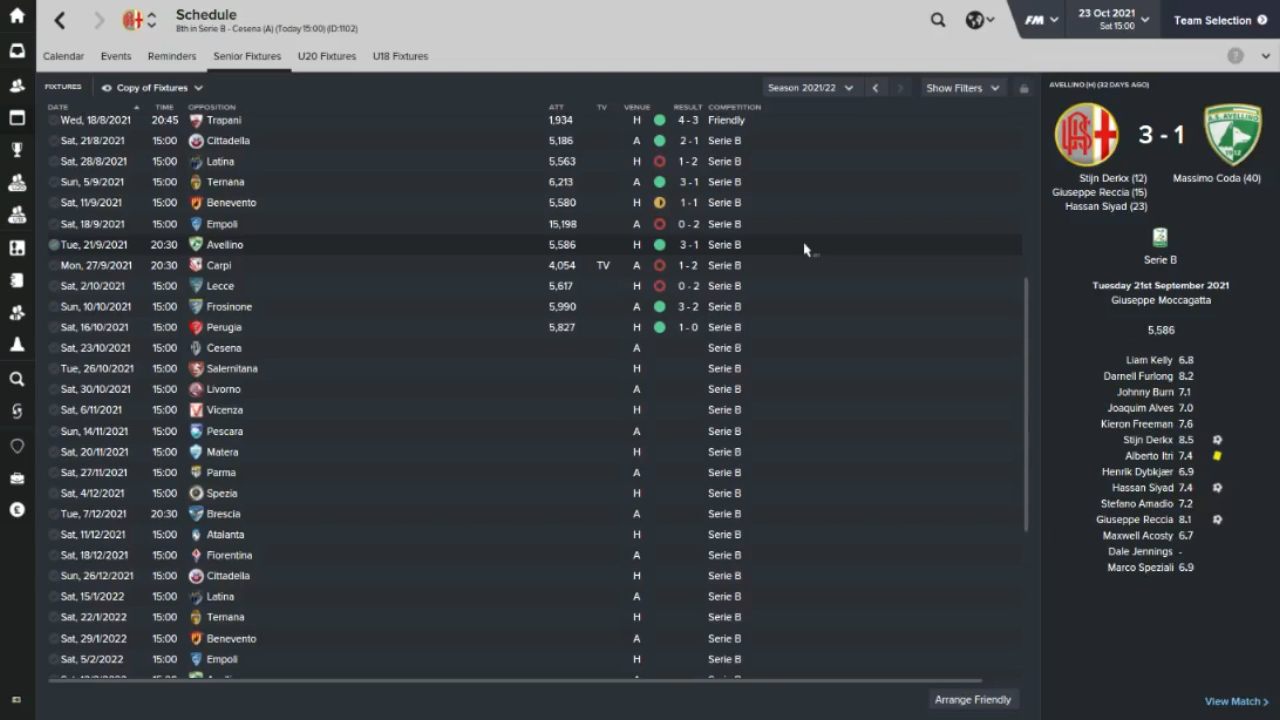 Schedule
8th in Serie B - Cesena (A) (Today 15:00) (ID:1102)
FM
23 Oct 2021
Sat 15:00
Team Selection
Calendar Events Reminders Senior Fixtures U20 Fixtures U18 Fixtures
FIXTURES Copy of Fixtures Season 2021/22 Show Filters
DATE TIME OPPOSITION ATT TV VENUE RESULT COMPETITION
Wed, 18/8/2021 20:45 Trapani 1,934 H 4 - 3 Friendly
Sat, 21/8/2021 15:00 Cittadella 5,186 A 2 - 1 Serie B
Sat, 28/8/2021 15:00 Latina 5,563 H 1 - 2 Serie B
Sun, 5/9/2021 15:00 Ternana 6,213 A 3 - 1 Serie B
Sat, 11/9/2021 15:00 Benevento 5,580 H 1 - 1 Serie B
Sat, 18/9/2021 15:00 Empoli 15,198 A 0 - 2 Serie B
Tue, 21/9/2021 20:30 Avellino 5,586 H 3 - 1 Serie B
Mon, 27/9/2021 20:30 Carpi 4,054 TV A 1 - 2 Serie B
Sat, 2/10/2021 15:00 Lecce 5,617 H 0 - 2 Serie B
Sun, 10/10/2021 15:00 Frosinone 5,990 A 3 - 2 Serie B
Sat, 16/10/2021 15:00 Perugia 5,827 H 1 - 0 Serie B
Sat, 23/10/2021 15:00 Cesena A Serie B
Tue, 26/10/2021 15:00 Salernitana H Serie B
Sat, 30/10/2021 15:00 Livorno A Serie B
Sat, 6/11/2021 15:00 Vicenza H Serie B
Sun, 14/11/2021 15:00 Pescara A Serie B
Sat, 20/11/2021 15:00 Matera H Serie B
Sat, 27/11/2021 15:00 Parma A Serie B
Sat, 4/12/2021 15:00 Spezia H Serie B
Tue, 7/12/2021 20:30 Brescia A Serie B
Sat, 11/12/2021 15:00 Atalanta H Serie B
Sat, 18/12/2021 15:00 Fiorentina A Serie B
Sun, 26/12/2021 15:00 Cittadella H Serie B
Sat, 15/1/2022 15:00 Latina A Serie B
Sat, 22/1/2022 15:00 Ternana H Serie B
Sat, 29/1/2022 15:00 Benevento A Serie B
Sat, 5/2/2022 15:00 Empoli H Serie B
Arrange Friendly
AVELLINO (H) (32 DAYS AGO)
3 - 1
Stijn Derkx (12) Massimo Coda (40)
Giuseppe Reccia (15)
Hassan Siyad (23)
Serie B
Tuesday 21st September 2021
Giuseppe Moccagatta
5,586
Liam Kelly 6.8
Darnell Furlong 8.2
Johnny Burn 7.1
Joaquim Alves 7.0
Kieron Freeman 7.6
Stijn Derkx 8.5
Alberto Itri 7.4
Henrik Dybkjær 6.9
Hassan Siyad 7.4
Stefano Amadio 7.2
Giuseppe Reccia 8.1
Maxwell Acosty 6.7
Dale Jennings -
Marco Speziali 6.9
View Match >